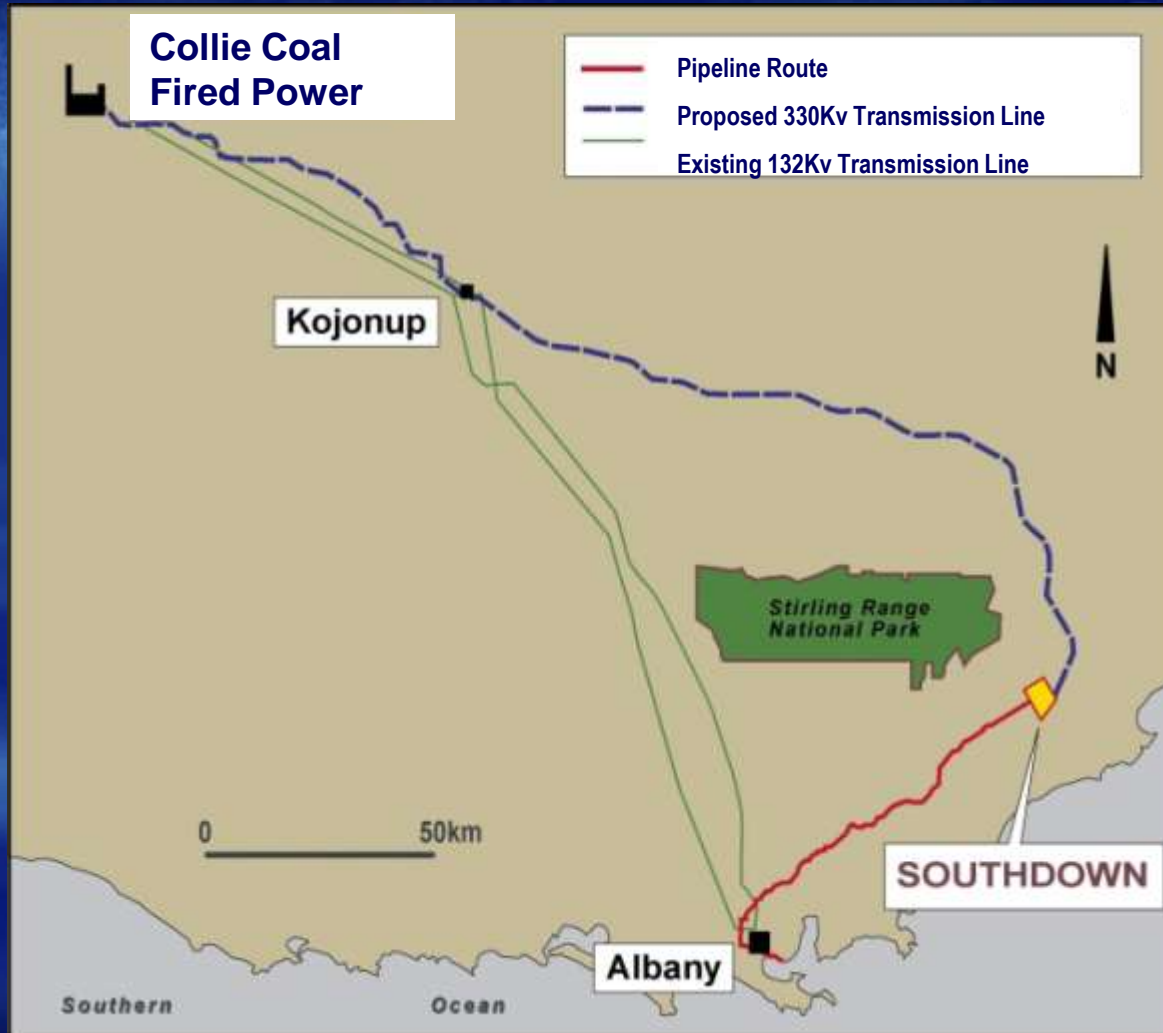 Collie Coal
Fired Power
Pipeline Route
Proposed 330Kv Transmission Line
Existing 132Kv Transmission Line
Kojonup
N
Stirling Range
National Park
0 50km
SOUTHDOWN
Albany
Southern Ocean